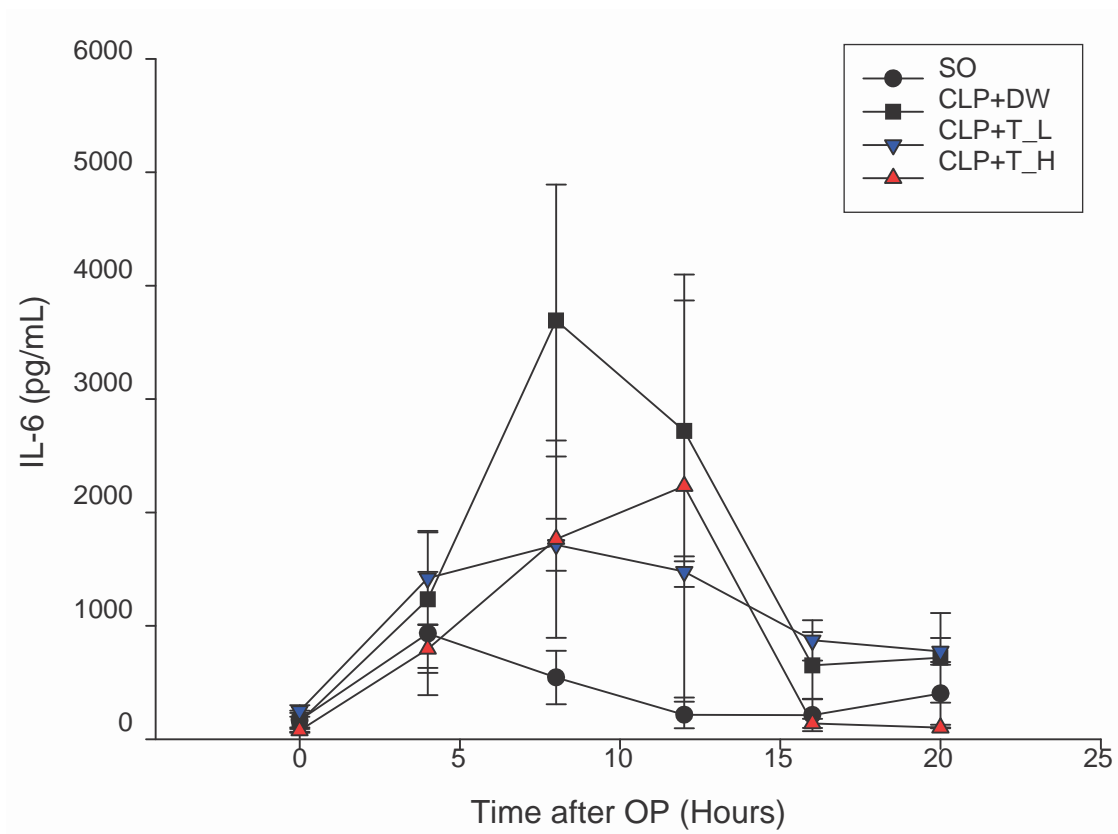 6000
5000
4000
3000
2000
1000
0
IL-6 (pg/mL)
SO
CLP+DW
CLP+T_L
CLP+T_H
0 5 10 15 20 25
Time after OP (Hours)